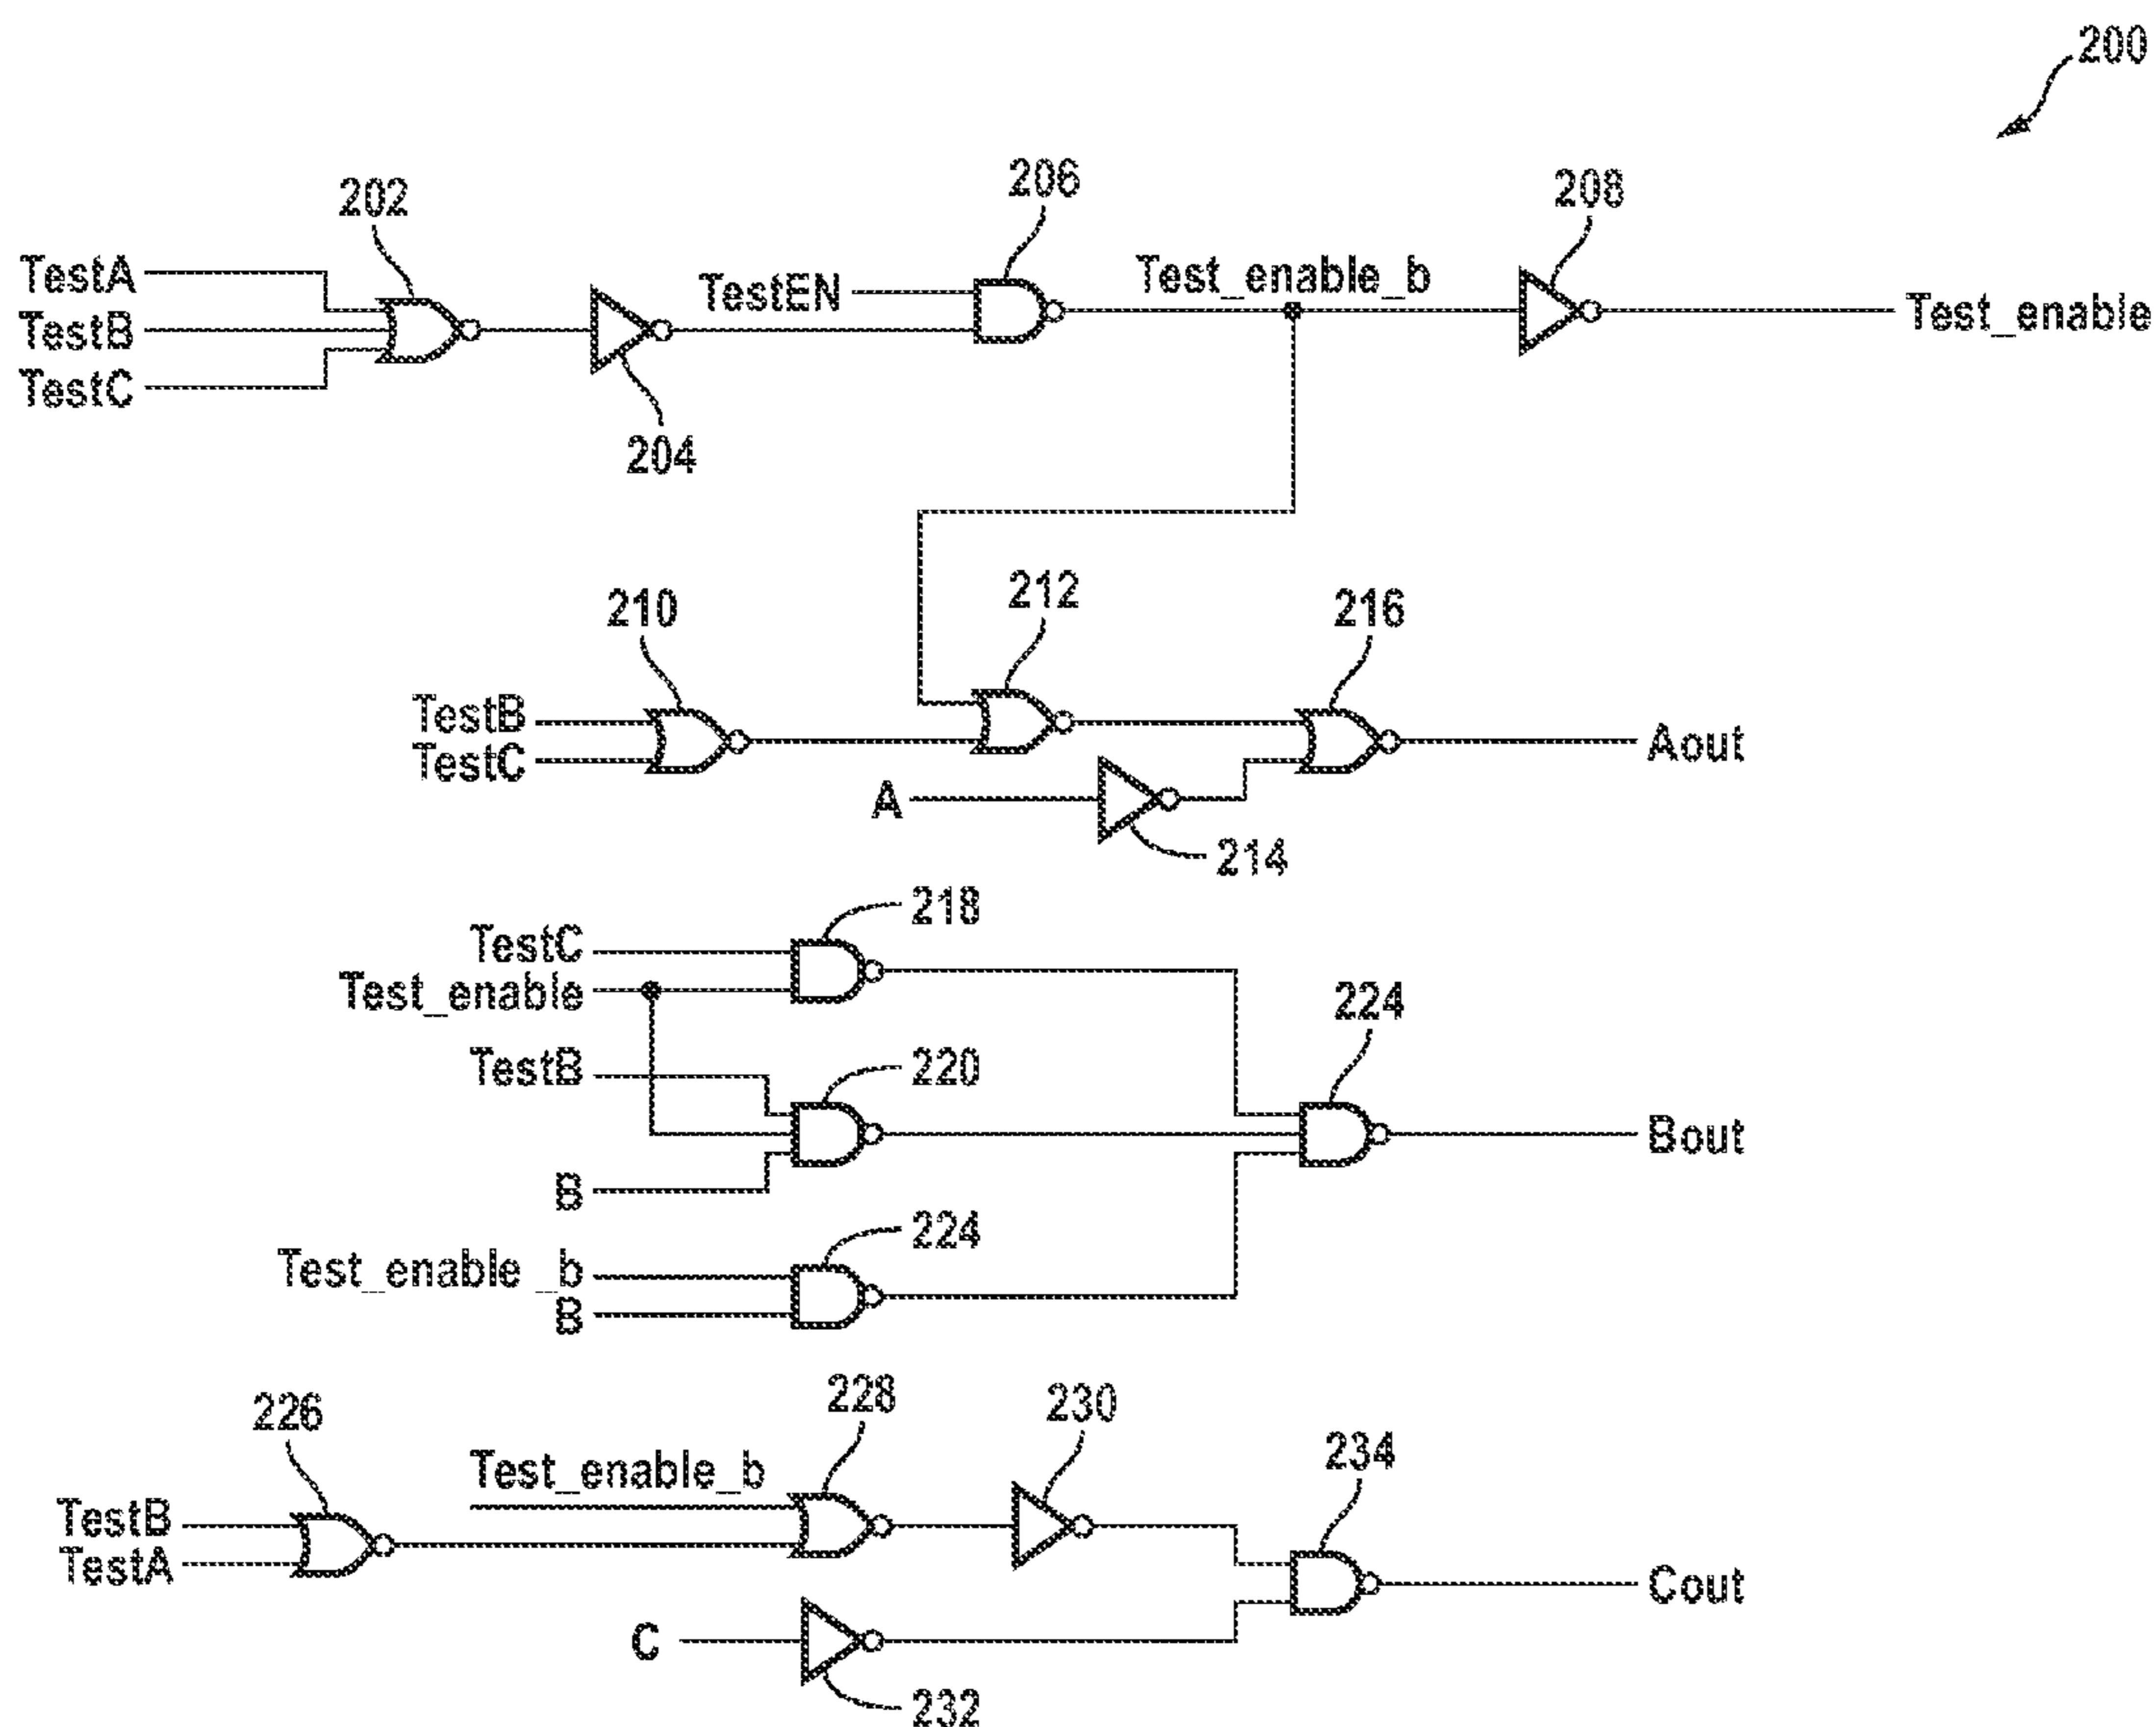 200
202
206
208
TestA
TestB
TestC
TestEN
Test_enable_b
Test_enable
204
210
212
216
TestB
TestC
Aout
A
214
218
TestC
Test_enable
224
TestB
220
Bout
B
224
Test_enable _b
B
226
228
230
234
Test_enable_b
TestB
TestA
Cout
C
232